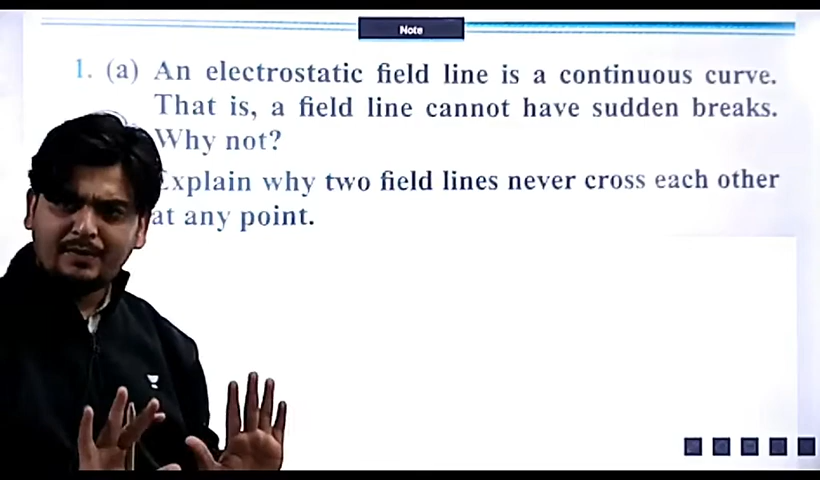 Note
1. (a) An electrostatic field line is a continuous curve.
That is, a field line cannot have sudden breaks.
Why not?
Explain why two field lines never cross each other
at any point.